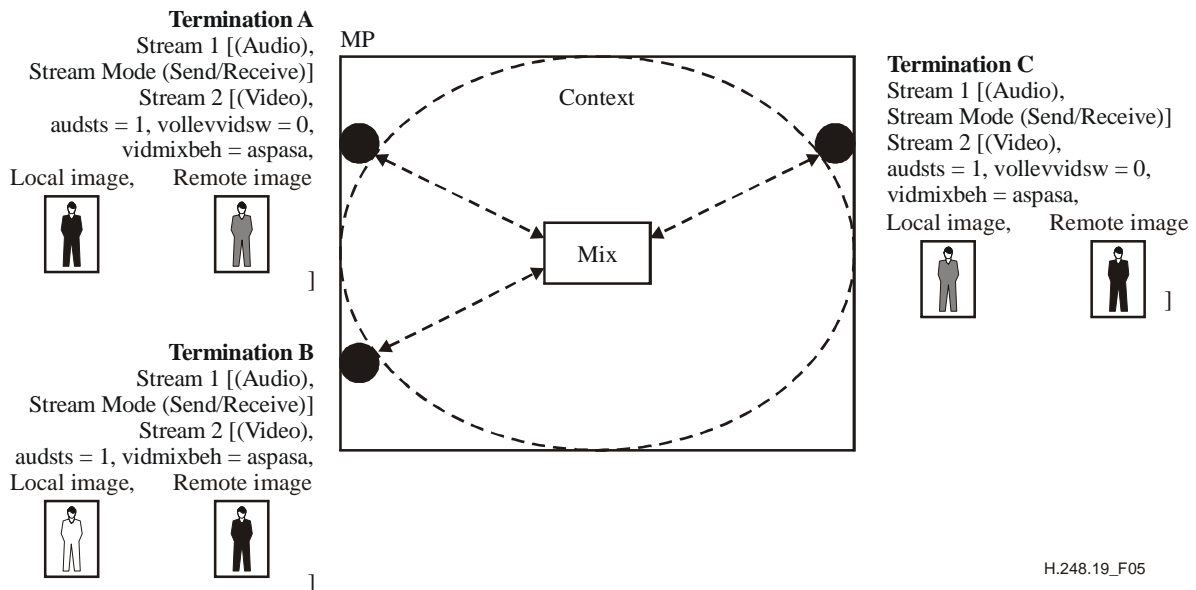 Termination A
Stream 1 [(Audio),
Stream Mode (Send/Receive)]
Stream 2 [(Video),
audsts = 1, vollevvidsw = 0,
vidmixbeh = aspasa,
Local image, Remote image
]
MP
Context
Mix
Termination C
Stream 1 [(Audio),
Stream Mode (Send/Receive)]
Stream 2 [(Video),
audsts = 1, vollevvidsw = 0,
vidmixbeh = aspasa,
Local image, Remote image
]
Termination B
Stream 1 [(Audio),
Stream Mode (Send/Receive)]
Stream 2 [(Video),
audsts = 1, vidmixbeh = aspasa,
Local image, Remote image
]
H.248.19_F05